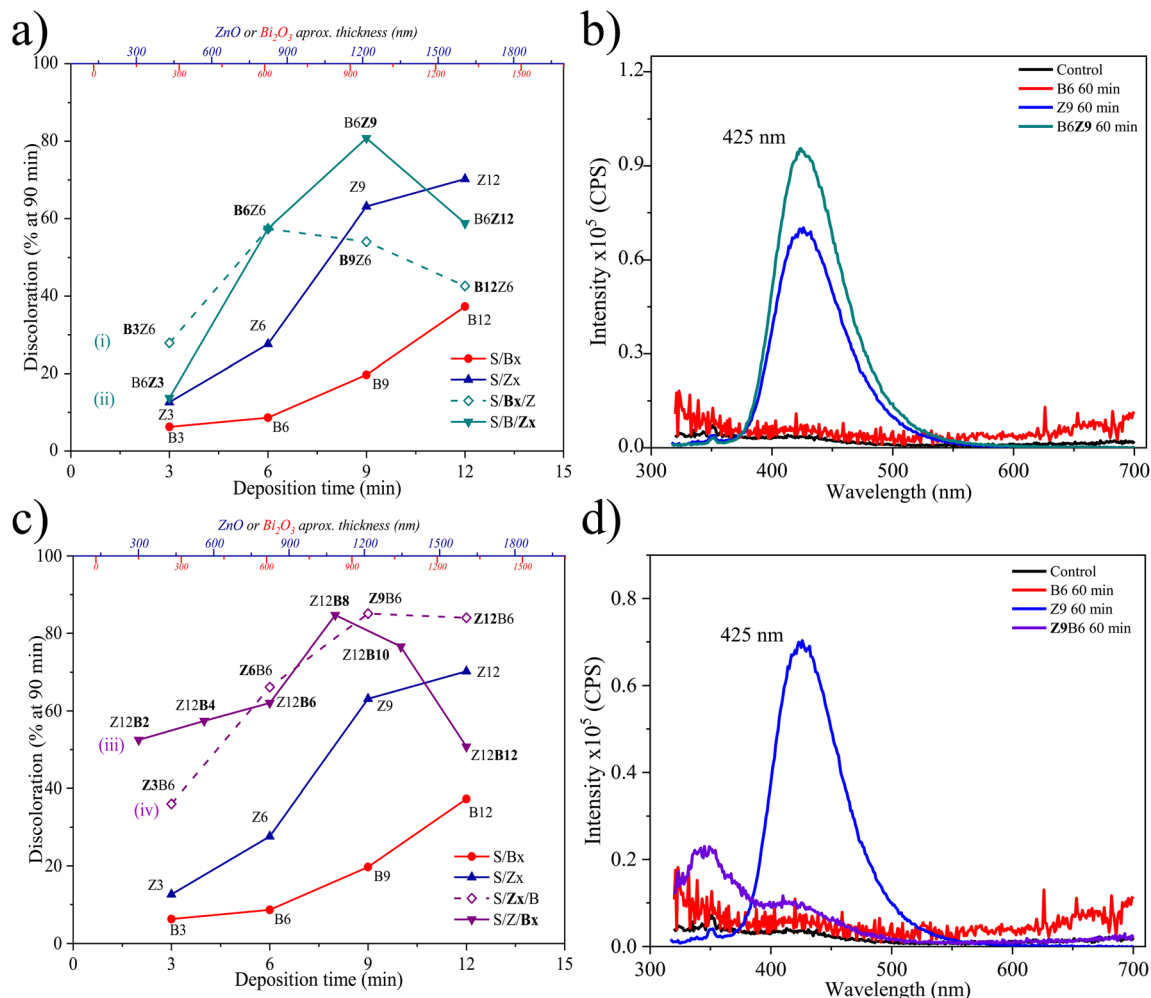 a)
ZnO or Bi2O3 aprox. thickness (nm)
300 600 900 1200 1500 1800
0 300 600 900 1200 1500
100
80
60
40
20
0
Discoloration (% at 90 min)
B6Z9
Z9
Z12
B6Z12
B6Z6
B9Z6
B12Z6
B3Z6
(i)
Z6
B12
B6Z3
(ii)
Z3
B3
B6
B9
S/Bx
S/Zx
S/Bx/Z
S/B/Zx
0 3 6 9 12 15
Deposition time (min)
b)
Control
B6 60 min
Z9 60 min
B6Z9 60 min
425 nm
1.2
0.9
0.6
0.3
0.0
Intensity x10^5 (CPS)
300 400 500 600 700
Wavelength (nm)
c)
ZnO or Bi2O3 aprox. thickness (nm)
300 600 900 1200 1500 1800
0 300 600 900 1200 1500
100
80
60
40
20
0
Discoloration (% at 90 min)
Z12B8
Z9B6
Z12B6
Z6B6
Z12B10
Z12B2
Z12B4
Z12B6
Z12
Z9
(iii)
Z12B12
Z3B6
(iv)
Z6
B12
Z3
B3
B6
B9
S/Bx
S/Zx
S/Zx/B
S/Z/Bx
0 3 6 9 12 15
Deposition time (min)
d)
Control
B6 60 min
Z9 60 min
Z9B6 60 min
425 nm
0.8
0.6
0.4
0.2
0.0
Intensity x10^5 (CPS)
300 400 500 600 700
Wavelength (nm)